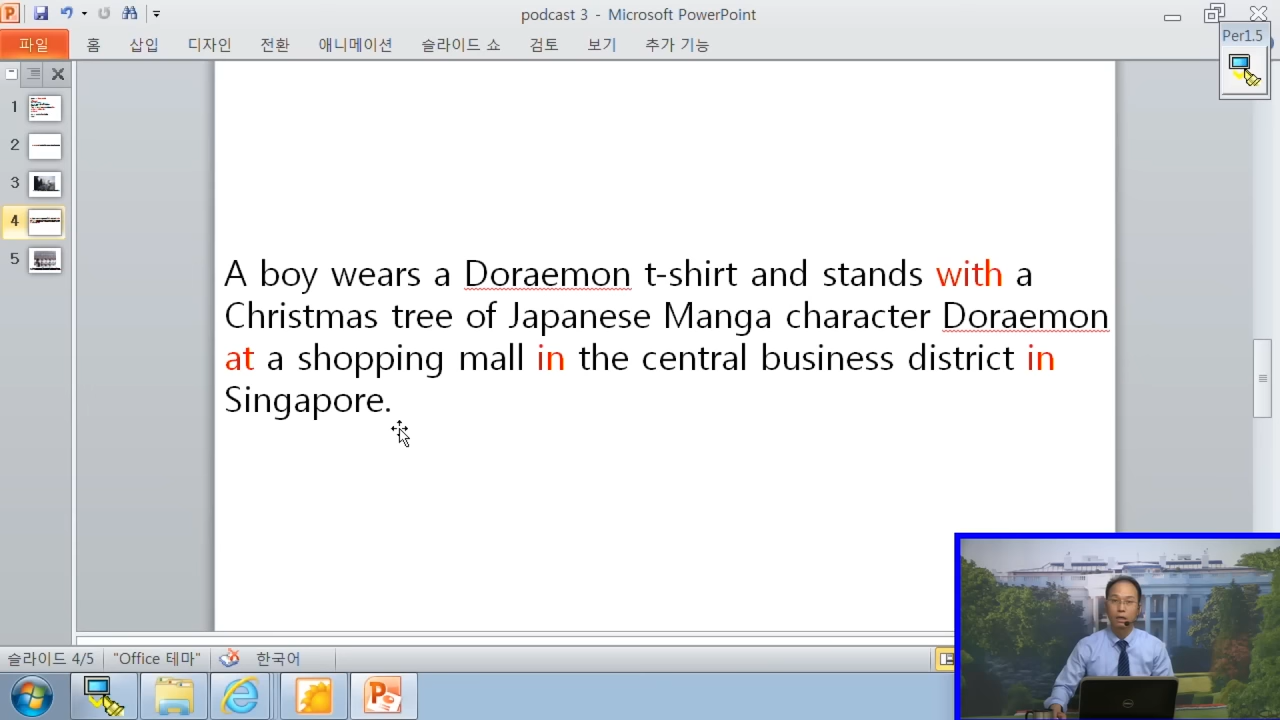 podcast 3 - Microsoft PowerPoint
파일 홈 삽입 디자인 전환 애니메이션 슬라이드 쇼 검토 보기 추가 기능
Per1.5
1
2
3
4
5
A boy wears a Doraemon t-shirt and stands with a
Christmas tree of Japanese Manga character Doraemon
at a shopping mall in the central business district in
Singapore.
슬라이드 4/5 "Office 테마" 한국어